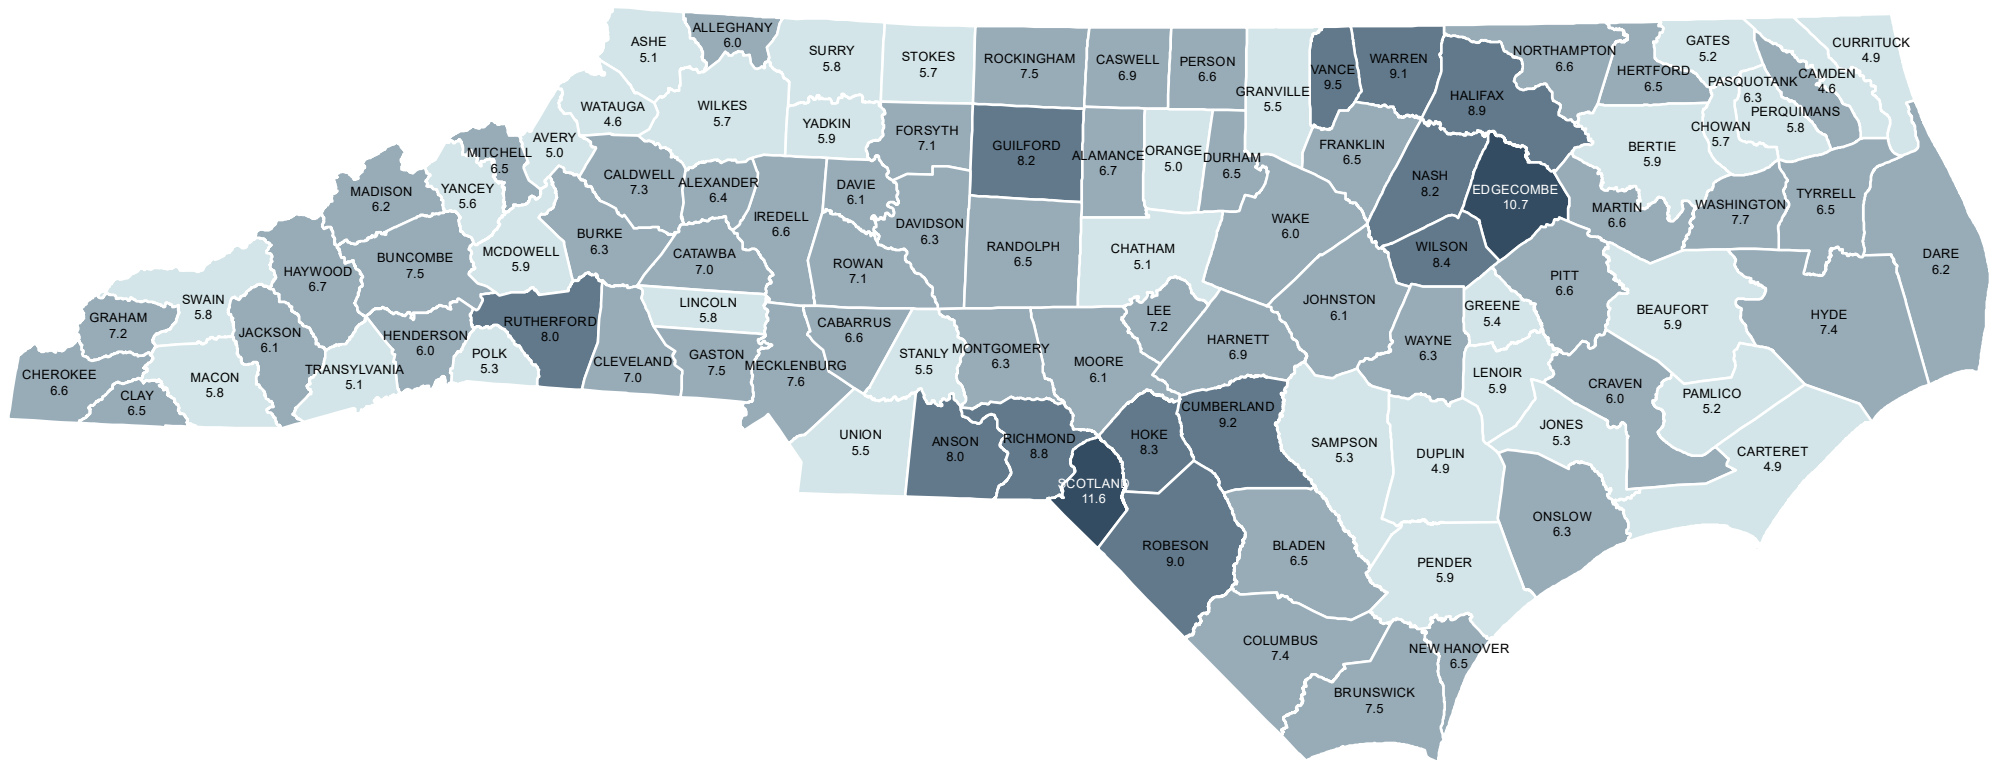 ALLEGHANY
6.0
ASHE
5.1
SURRY
5.8
STOKES
5.7
ROCKINGHAM
7.5
CASWELL
6.9
PERSON
6.6
GRANVILLE
5.5
VANCE
9.5
WARREN
9.1
HALIFAX
8.9
NORTHAMPTON
6.6
HERTFORD
6.5
GATES
5.2
PASQUOTANK
6.3
CAMDEN
4.6
CURRITUCK
4.9
PERQUIMANS
5.8
CHOWAN
5.7
BERTIE
5.9
WATAUGA
4.6
WILKES
5.7
YADKIN
5.9
FORSYTH
7.1
GUILFORD
8.2
ALAMANCE
6.7
ORANGE
5.0
DURHAM
6.5
FRANKLIN
6.5
NASH
8.2
EDGECOMBE
10.7
MARTIN
6.6
WASHINGTON
7.7
TYRRELL
6.5
DARE
6.2
AVERY
5.0
MITCHELL
6.5
YANCEY
5.6
MADISON
6.2
CALDWELL
7.3
ALEXANDER
6.4
IREDELL
6.6
DAVIE
6.1
DAVIDSON
6.3
RANDOLPH
6.5
CHATHAM
5.1
WAKE
6.0
WILSON
8.4
PITT
6.6
BEAUFORT
5.9
HYDE
7.4
BURKE
6.3
MCDOWELL
5.9
BUNCOMBE
7.5
HAYWOOD
6.7
CATAWBA
7.0
ROWAN
7.1
SWAIN
5.8
GRAHAM
7.2
JACKSON
6.1
HENDERSON
6.0
RUTHERFORD
8.0
LINCOLN
5.8
CABARRUS
6.6
LEE
7.2
JOHNSTON
6.1
GREENE
5.4
WAYNE
6.3
HARNETT
6.9
CHEROKEE
6.6
CLAY
6.5
MACON
5.8
TRANSYLVANIA
5.1
POLK
5.3
CLEVELAND
7.0
GASTON
7.5
MECKLENBURG
7.6
STANLY
5.5
MONTGOMERY
6.3
MOORE
6.1
LENOIR
5.9
CRAVEN
6.0
PAMLICO
5.2
JONES
5.3
CARTERET
4.9
UNION
5.5
ANSON
8.0
RICHMOND
8.8
SCOTLAND
11.6
HOKE
8.3
CUMBERLAND
9.2
SAMPSON
5.3
DUPLIN
4.9
ONSLOW
6.3
ROBESON
9.0
BLADEN
6.5
PENDER
5.9
COLUMBUS
7.4
NEW HANOVER
6.5
BRUNSWICK
7.5